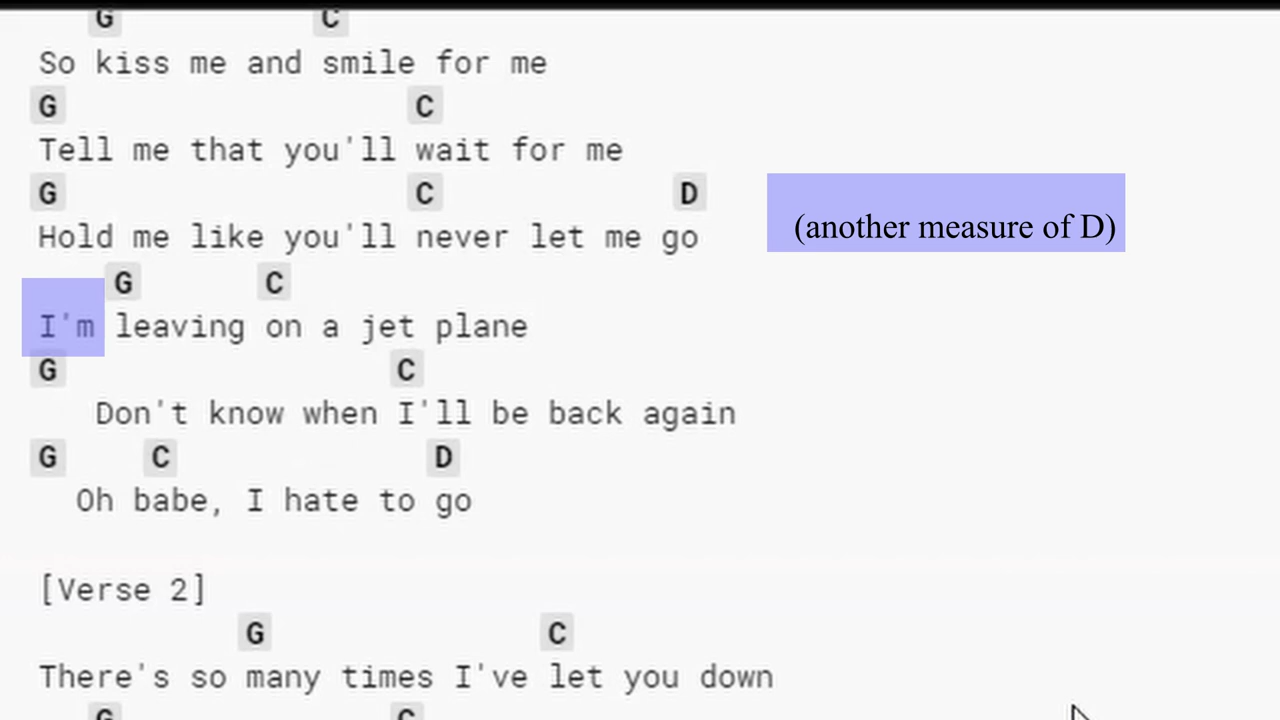 G C
So kiss me and smile for me
G C
Tell me that you'll wait for me
G C D
Hold me like you'll never let me go (another measure of D)
G C
I'm leaving on a jet plane
G C
Don't know when I'll be back again
G C D
Oh babe, I hate to go
[Verse 2]
G C
There's so many times I've let you down
G C